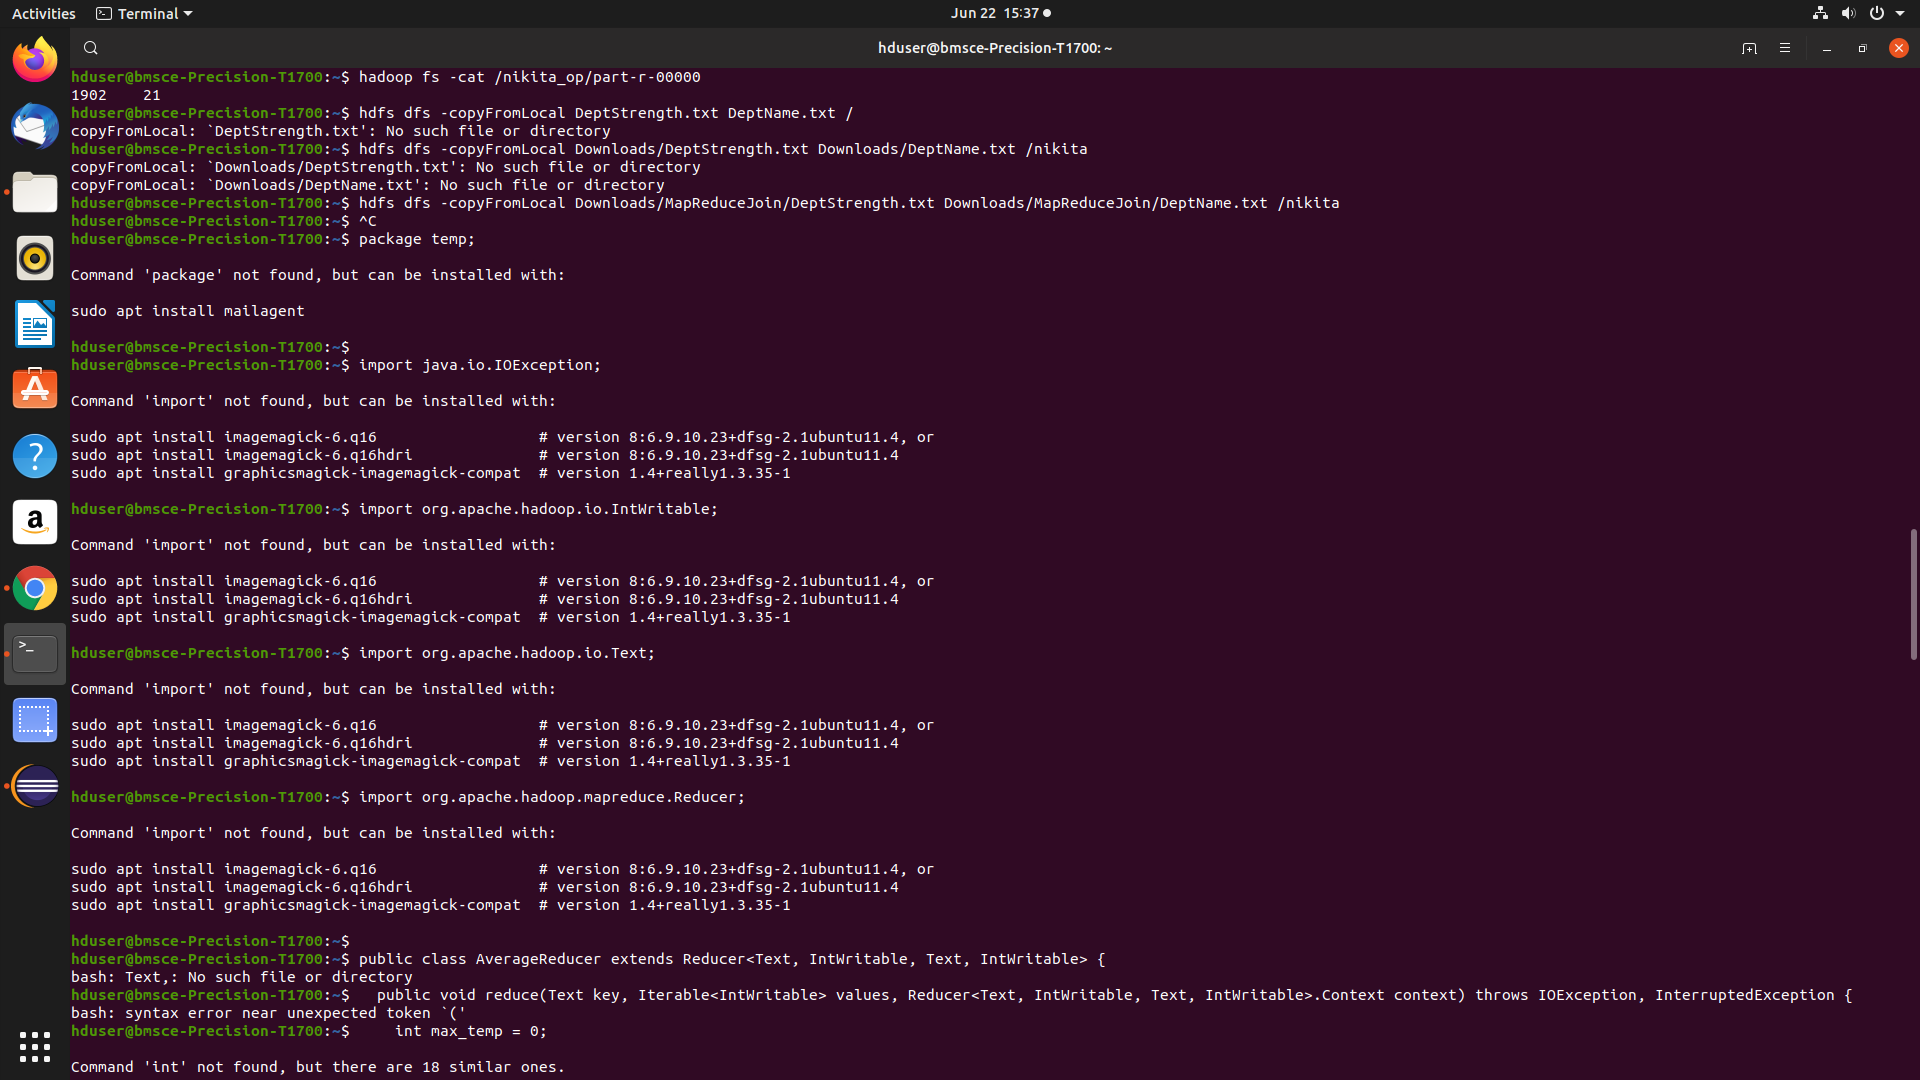 Activities
Terminal
Jun 22 15:37
hduser@bmsce-Precision-T1700: ~
hduser@bmsce-Precision-T1700:~$ hadoop fs -cat /nikita_op/part-r-00000
1902    21
hduser@bmsce-Precision-T1700:~$ hdfs dfs -copyFromLocal DeptStrength.txt DeptName.txt /
copyFromLocal: `DeptStrength.txt': No such file or directory
hduser@bmsce-Precision-T1700:~$ hdfs dfs -copyFromLocal Downloads/DeptStrength.txt Downloads/DeptName.txt /nikita
copyFromLocal: `Downloads/DeptStrength.txt': No such file or directory
copyFromLocal: `Downloads/DeptName.txt': No such file or directory
hduser@bmsce-Precision-T1700:~$ hdfs dfs -copyFromLocal Downloads/MapReduceJoin/DeptStrength.txt Downloads/MapReduceJoin/DeptName.txt /nikita
hduser@bmsce-Precision-T1700:~$ ^C
hduser@bmsce-Precision-T1700:~$ package temp;
Command 'package' not found, but can be installed with:
sudo apt install mailagent
hduser@bmsce-Precision-T1700:~$
hduser@bmsce-Precision-T1700:~$ import java.io.IOException;
Command 'import' not found, but can be installed with:
sudo apt install imagemagick-6.q16                  # version 8:6.9.10.23+dfsg-2.1ubuntu11.4, or
sudo apt install imagemagick-6.q16hdri              # version 8:6.9.10.23+dfsg-2.1ubuntu11.4
sudo apt install graphicsmagick-imagemagick-compat  # version 1.4+really1.3.35-1
hduser@bmsce-Precision-T1700:~$ import org.apache.hadoop.io.IntWritable;
Command 'import' not found, but can be installed with:
sudo apt install imagemagick-6.q16                  # version 8:6.9.10.23+dfsg-2.1ubuntu11.4, or
sudo apt install imagemagick-6.q16hdri              # version 8:6.9.10.23+dfsg-2.1ubuntu11.4
sudo apt install graphicsmagick-imagemagick-compat  # version 1.4+really1.3.35-1
hduser@bmsce-Precision-T1700:~$ import org.apache.hadoop.io.Text;
Command 'import' not found, but can be installed with:
sudo apt install imagemagick-6.q16                  # version 8:6.9.10.23+dfsg-2.1ubuntu11.4, or
sudo apt install imagemagick-6.q16hdri              # version 8:6.9.10.23+dfsg-2.1ubuntu11.4
sudo apt install graphicsmagick-imagemagick-compat  # version 1.4+really1.3.35-1
hduser@bmsce-Precision-T1700:~$ import org.apache.hadoop.mapreduce.Reducer;
Command 'import' not found, but can be installed with:
sudo apt install imagemagick-6.q16                  # version 8:6.9.10.23+dfsg-2.1ubuntu11.4, or
sudo apt install imagemagick-6.q16hdri              # version 8:6.9.10.23+dfsg-2.1ubuntu11.4
sudo apt install graphicsmagick-imagemagick-compat  # version 1.4+really1.3.35-1
hduser@bmsce-Precision-T1700:~$
hduser@bmsce-Precision-T1700:~$ public class AverageReducer extends Reducer<Text, IntWritable, Text, IntWritable> {
bash: Text,: No such file or directory
hduser@bmsce-Precision-T1700:~$   public void reduce(Text key, Iterable<IntWritable> values, Reducer<Text, IntWritable, Text, IntWritable>.Context context) throws IOException, InterruptedException {
bash: syntax error near unexpected token `('
hduser@bmsce-Precision-T1700:~$     int max_temp = 0;
Command 'int' not found, but there are 18 similar ones.